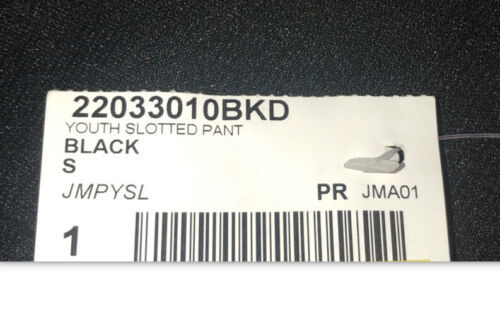 22033010BKD
YOUTH SLOTTED PANT
BLACK
S
JMPYSL PR JMA01
1